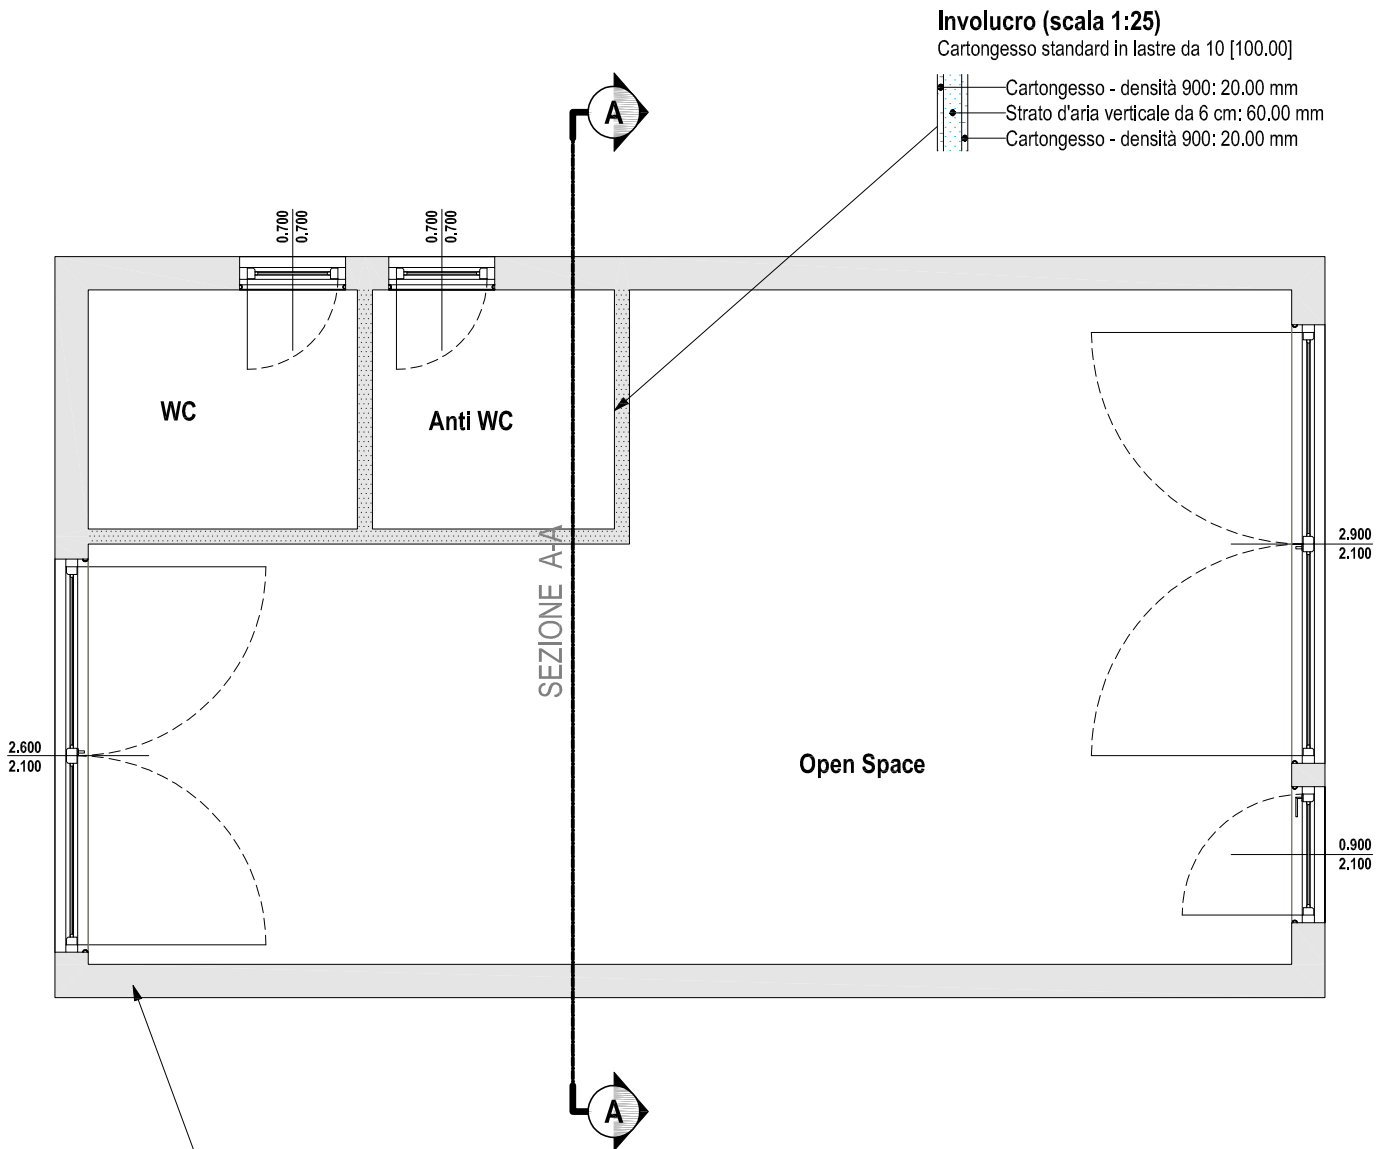 Involucro (scala 1:25)
Cartongesso standard in lastre da 10 [100.00]
Cartongesso - densità 900: 20.00 mm
Strato d'aria verticale da 6 cm: 60.00 mm
Cartongesso - densità 900: 20.00 mm
A
0.700
0.700
0.700
0.700
WC
Anti WC
SEZIONE A-A
2.900
2.100
2.600
2.100
Open Space
0.900
2.100
A